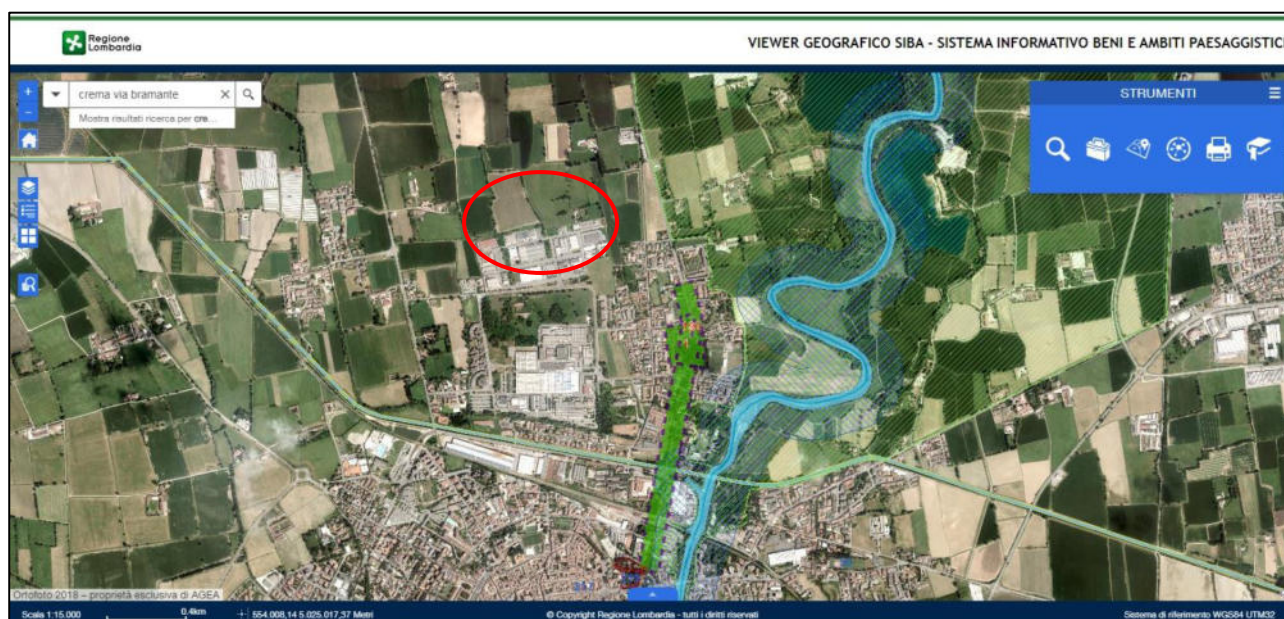 Regione
Lombardia
VIEWER GEOGRAFICO SIBA - SISTEMA INFORMATIVO BENI E AMBITI PAESAGGISTICI
crema via bramante
Mostra risultati ricerca per cre...
STRUMENTI
Ortofoto 2018 – proprietà esclusiva di AGEA
Scala 1:15.000
0.4km
554.008,14 5.025.017,37 Metri
© Copyright Regione Lombardia - tutti i diritti riservati
Sistema di riferimento WGS84 UTM32